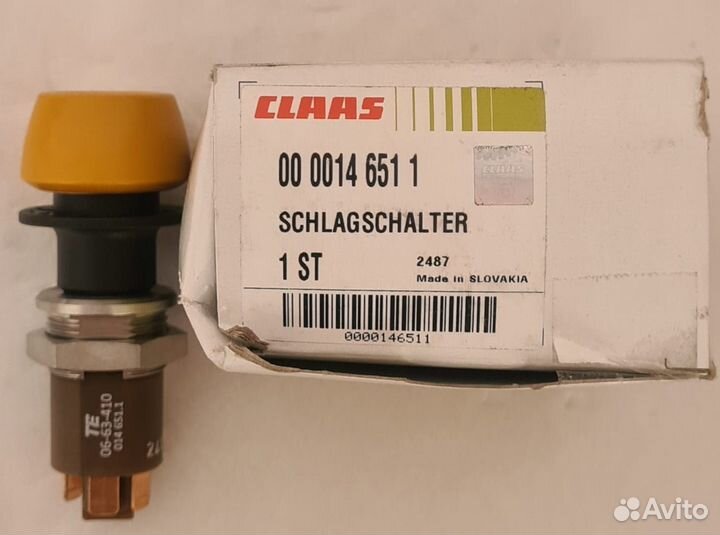 CLAAS
00 0014 651 1
CLAAS
SCHLAGSCHALTER
1 ST
2487
Made in SLOVAKIA
0000146511
TE
06-63-410
014 651.1
Avito